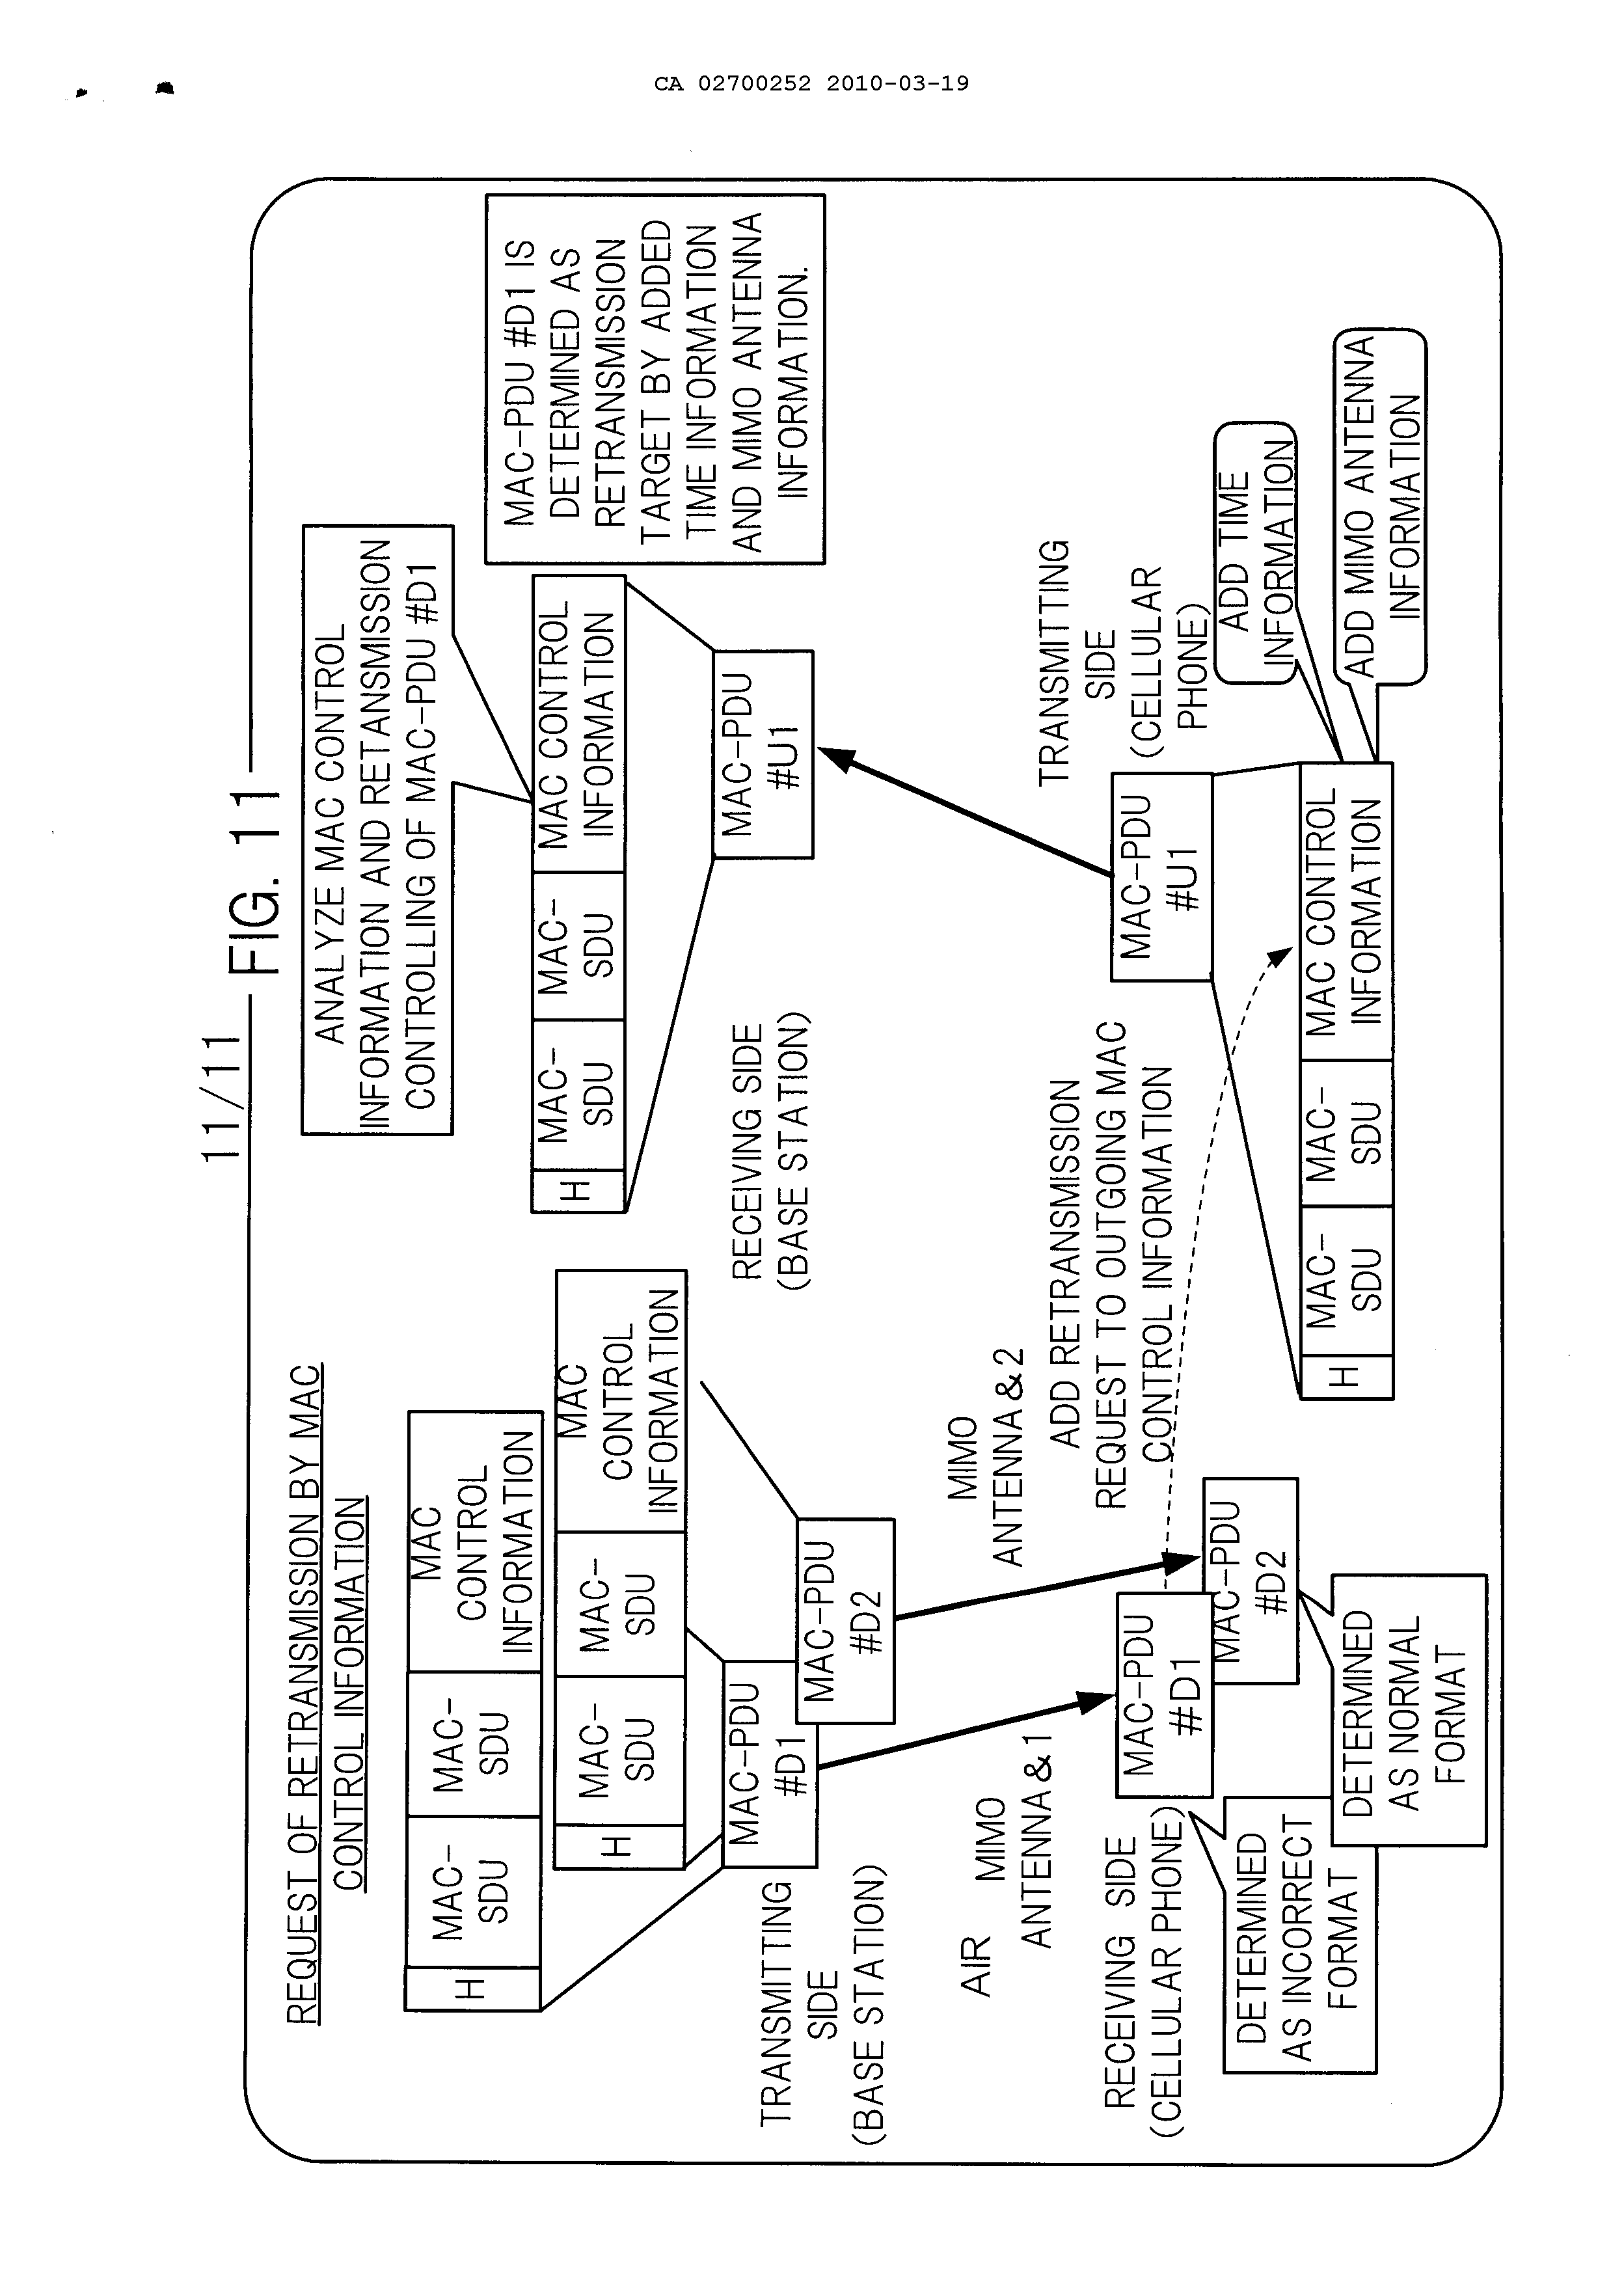 CA 02700252 2010-03-19
11/11
FIG. 11
REQUEST OF RETRANSMISSION BY MAC
CONTROL INFORMATION
H
MAC-
SDU
MAC-
SDU
MAC
CONTROL
INFORMATION
H
MAC-
SDU
MAC-
SDU
MAC
CONTROL
INFORMATION
MAC-PDU
#D1
MAC-PDU
#D2
TRANSMITTING
SIDE
(BASE STATION)
AIR
MIMO
ANTENNA&1
MIMO
ANTENNA&2
RECEIVING SIDE
(CELLULAR PHONE)
MAC-PDU
#D1
MAC-PDU
#D2
DETERMINED
AS INCORRECT
FORMAT
DETERMINED
AS NORMAL
FORMAT
ADD RETRANSMISSION
REQUEST TO OUTGOING MAC
CONTROL INFORMATION
ANALYZE MAC CONTROL
INFORMATION AND RETANSMISSION
CONTROLLING OF MAC-PDU #D1
H
MAC-
SDU
MAC-
SDU
MAC CONTROL
INFORMATION
MAC-PDU
#U1
RECEIVING SIDE
(BASE STATION)
MAC-PDU #D1 IS
DETERMINED AS
RETRANSMISSION
TARGET BY ADDED
TIME INFORMATION
AND MIMO ANTENNA
INFORMATION.
TRANSMITTING
SIDE
(CELLULAR
PHONE)
MAC-PDU
#U1
H
MAC-
SDU
MAC-
SDU
MAC CONTROL
INFORMATION
ADD TIME
INFORMATION
ADD MIMO ANTENNA
INFORMATION